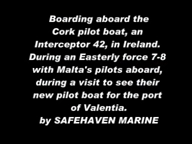 Boarding aboard the
Cork pilot boat, an
Interceptor 42, in Ireland.
During an Easterly force 7-8
with Malta's pilots aboard,
during a visit to see their
new pilot boat for the port
of Valentia.
by SAFEHAVEN MARINE